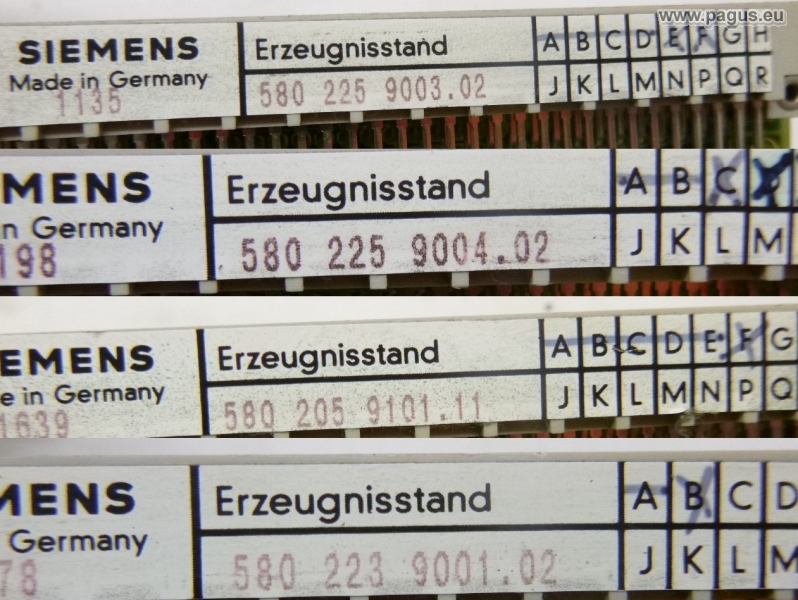 www.pagus.eu
SIEMENS Erzeugnisstand A B C D E F G H
Made in Germany J K L M N P Q R
1135 580 225 9003.02
MENS Erzeugnisstand A B C
in Germany J K L M
198 580 225 9004.02
EMENS Erzeugnisstand A B C D E F G
e in Germany J K L M N P Q
1639 580 205 9101.11
MENS Erzeugnisstand A B C D
Germany J K L M
78 580 223 9001.02